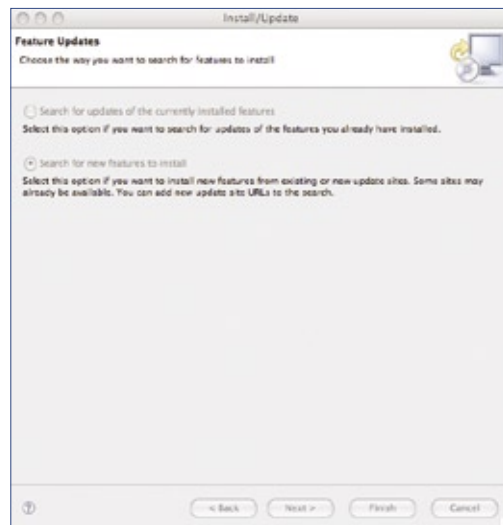 Install/Update
Feature Updates
Choose the way you want to search for features to install
Search for updates of the currently installed features
Select this option if you want to search for updates of the features you already have installed.
Search for new features to install
Select this option if you want to install new features from existing or new update sites. Some sites may
already be available. You can add new update site URLs to the search.
?
< Back
Next >
Finish
Cancel